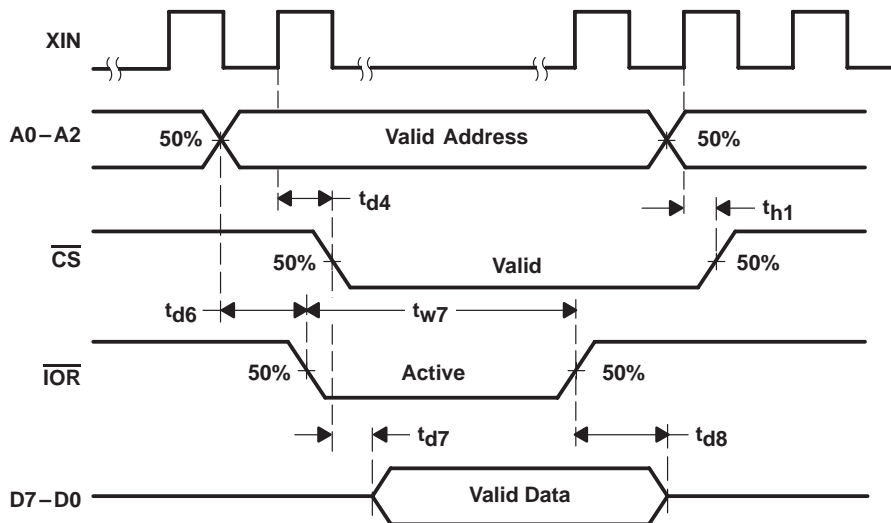 XIN
A0–A2
50%
Valid Address
50%
td4
th1
CS
50%
Valid
50%
td6
tw7
IOR
50%
Active
50%
td7
td8
D7–D0
Valid Data